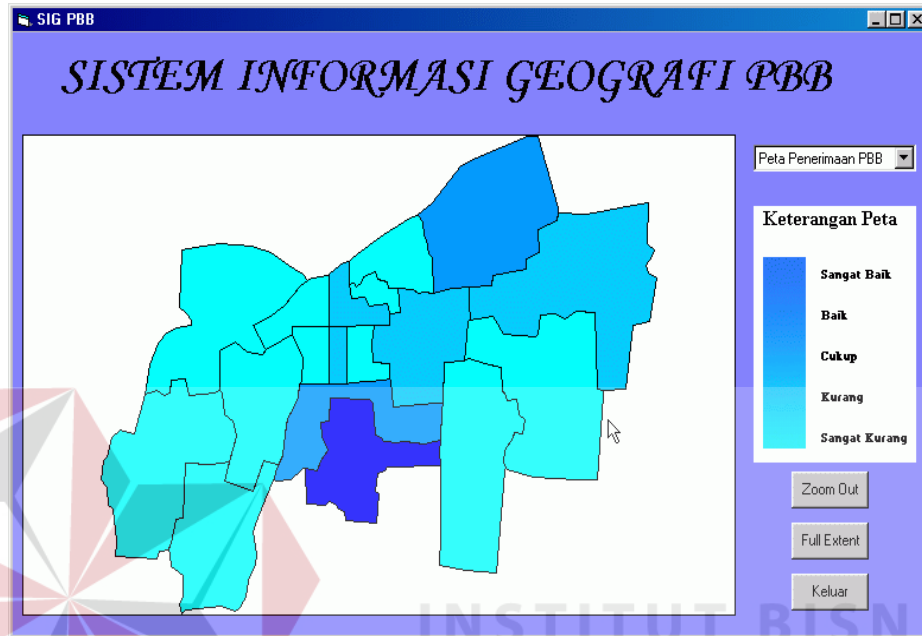 SIG PBB
SISTEM INFORMASI GEOGRAFI PBB
Peta Penerimaan PBB
Keterangan Peta
Sangat Baik
Baik
Cukup
Kurang
Sangat Kurang
Zoom Out
Full Extent
Keluar
INSTITUT BISN